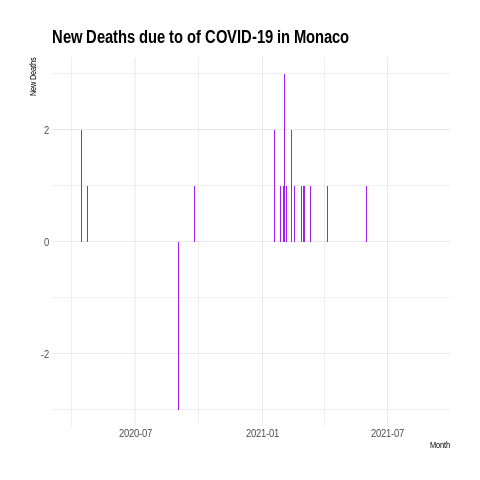 New Deaths due to of COVID-19 in Monaco
New Deaths
2
0
-2
2020-07
2021-01
2021-07
Month